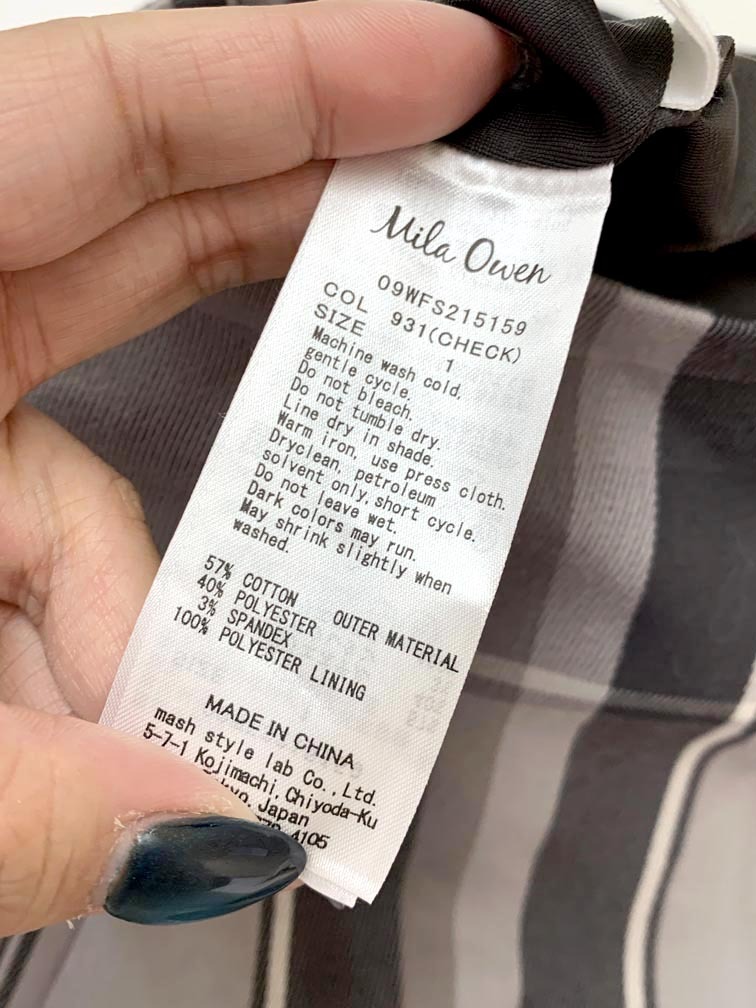 Mila Owen
09WFS215159
COL 931(CHECK)
SIZE 1
Machine wash cold,
gentle cycle.
Do not bleach.
Do not tumble dry.
Line dry in shade.
Warm iron, use press cloth.
Dryclean, petroleum
solvent only, short cycle.
Do not leave wet.
Dark colors may run.
May shrink slightly when
washed.
57% COTTON
40% POLYESTER OUTER MATERIAL
3% SPANDEX
100% POLYESTER LINING
MADE IN CHINA
mash style lab Co., Ltd.
5-7-1 Kojimachi, Chiyoda-Ku
Japan
4105